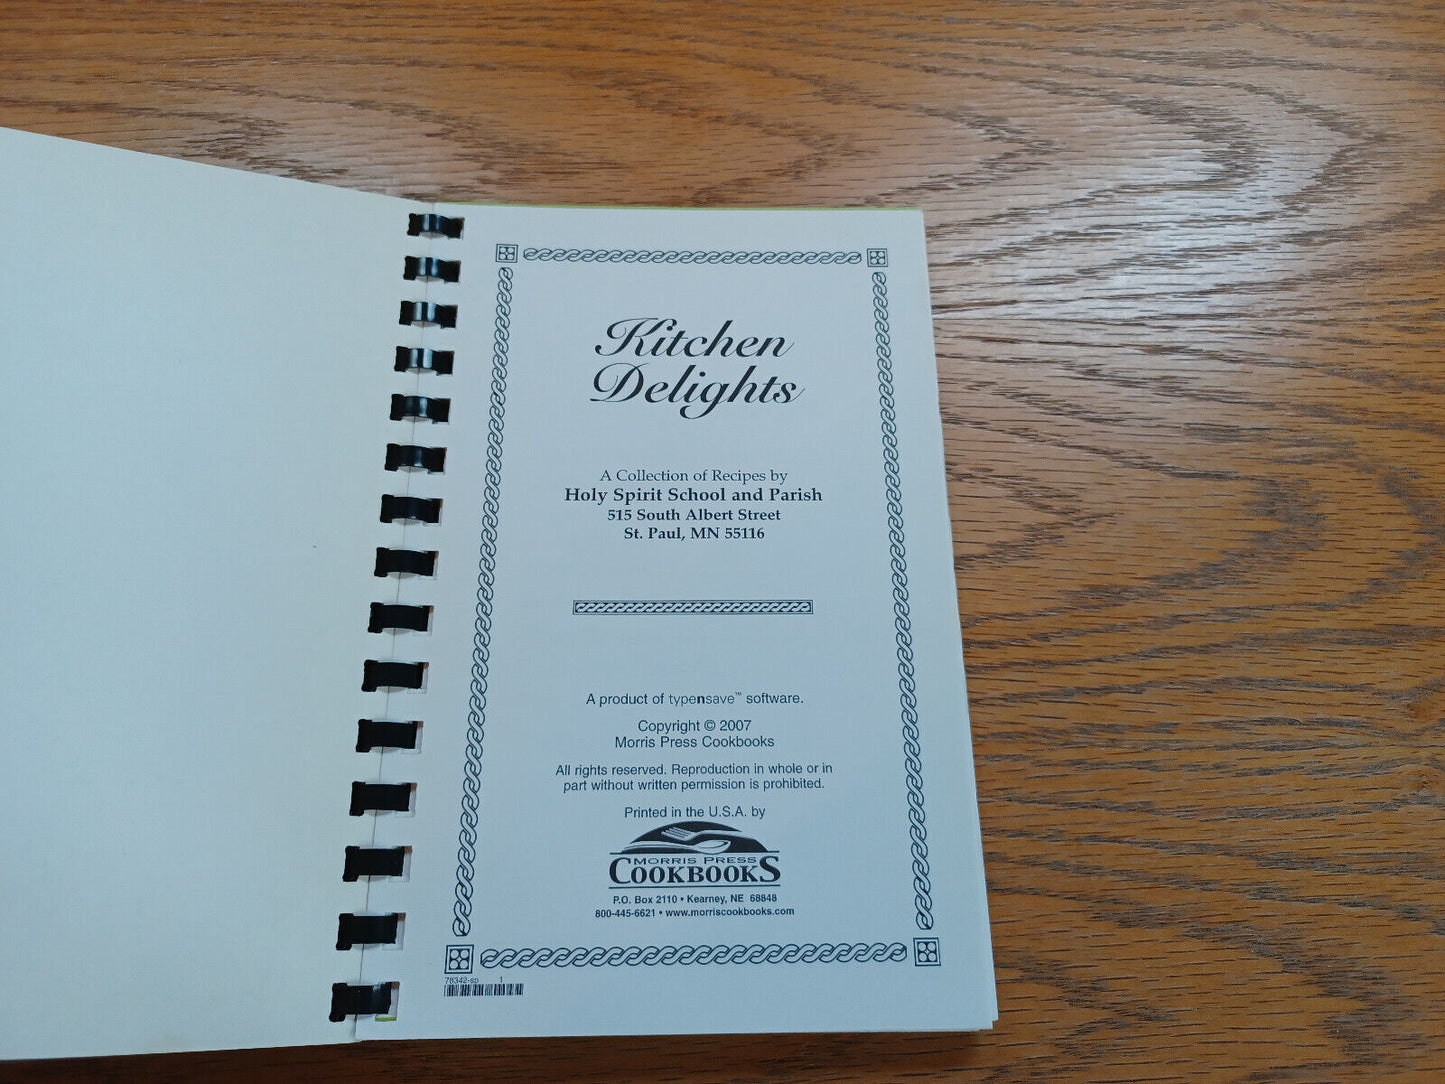 Kitchen
Delights
A Collection of Recipes by
Holy Spirit School and Parish
515 South Albert Street
St. Paul, MN 55116
A product of typensave™ software.
Copyright © 2007
Morris Press Cookbooks
All rights reserved. Reproduction in whole or in
part without written permission is prohibited.
Printed in the U.S.A. by
MORRIS PRESS
COOKBOOKS
P.O. Box 2110 • Kearney, NE 68848
800-445-6621 • www.morriscookbooks.com
78342-sp 1